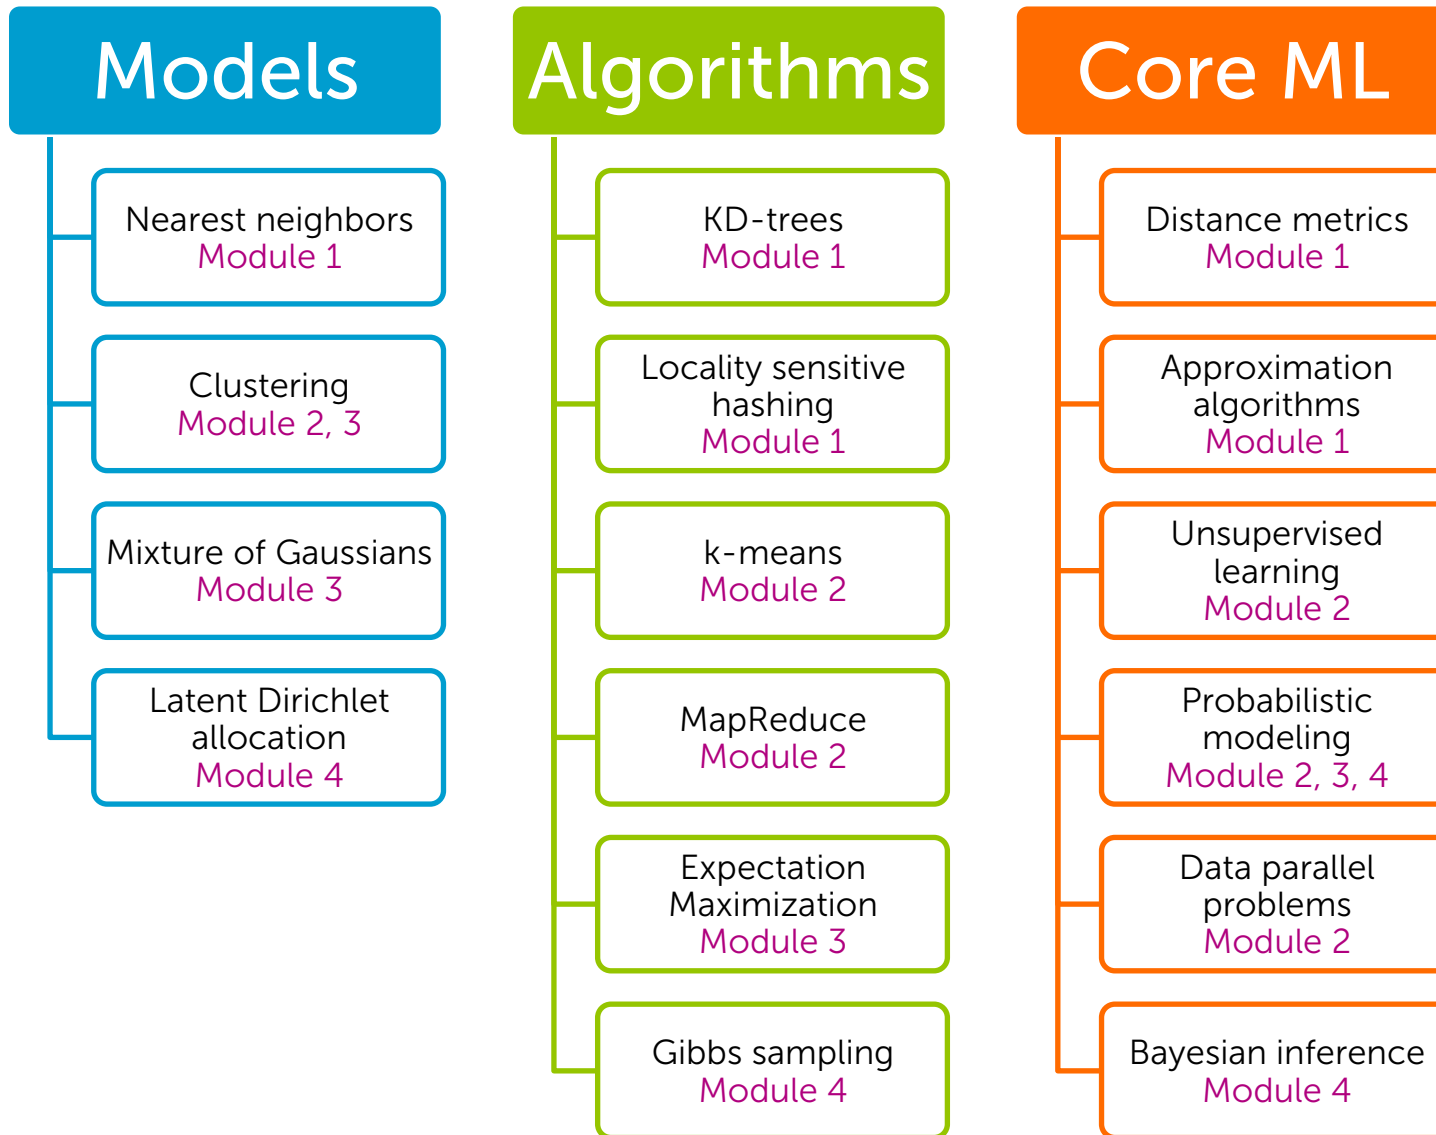 Models
Nearest neighbors
Module 1
Clustering
Module 2, 3
Mixture of Gaussians
Module 3
Latent Dirichlet
allocation
Module 4
Algorithms
KD-trees
Module 1
Locality sensitive
hashing
Module 1
k-means
Module 2
MapReduce
Module 2
Expectation
Maximization
Module 3
Gibbs sampling
Module 4
Core ML
Distance metrics
Module 1
Approximation
algorithms
Module 1
Unsupervised
learning
Module 2
Probabilistic
modeling
Module 2, 3, 4
Data parallel
problems
Module 2
Bayesian inference
Module 4